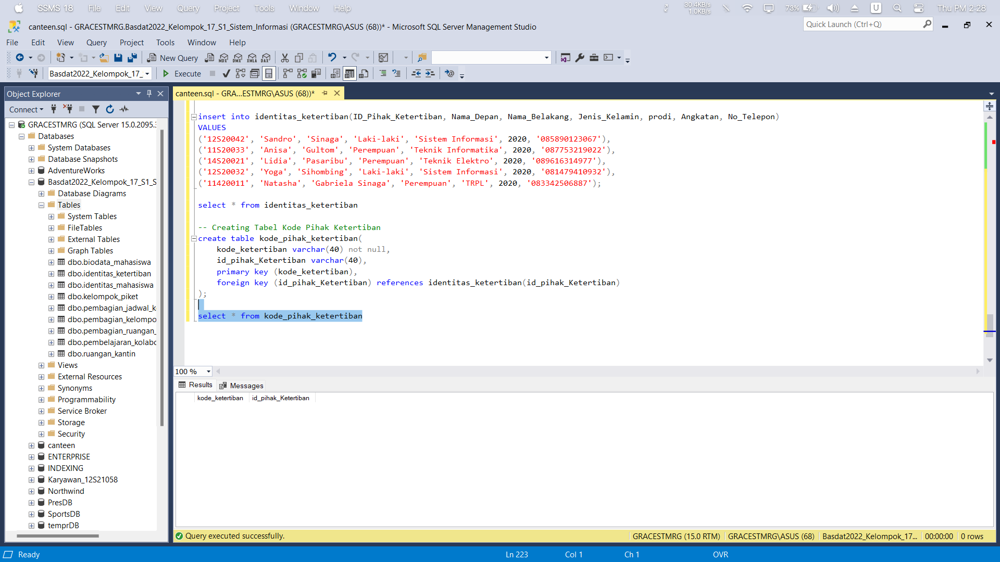 SSMS 18 File Edit View Query Project Tools Window Help 30.4KB/s 1.0KB/s 73% U Thu PM 2:28
canteen.sql - GRACESTMRG.Basdat2022_Kelompok_17_S1_Sistem_Informasi (GRACESTMRG\ASUS (68))* - Microsoft SQL Server Management Studio
Quick Launch (Ctrl+Q)
File Edit View Query Project Tools Window Help
New Query MDX DMX XMLA DAX
Basdat2022_Kelompok_17_ Execute
Object Explorer
Connect
GRACESTMRG (SQL Server 15.0.2095.3
Databases
System Databases
Database Snapshots
AdventureWorks
Basdat2022_Kelompok_17_S1_S
Database Diagrams
Tables
System Tables
FileTables
External Tables
Graph Tables
dbo.biodata_mahasiswa
dbo.identitas_ketertiban
dbo.identitas_mahasiswa
dbo.kelompok_piket
dbo.pembagian_jadwal_k
dbo.pembagian_kelompo
dbo.pembagian_ruangan_
dbo.pembelajaran_kolabo
dbo.ruangan_kantin
Views
External Resources
Synonyms
Programmability
Service Broker
Storage
Security
canteen
ENTERPRISE
INDEXING
Karyawan_12S21058
Northwind
PresDB
SportsDB
temprDB
canteen.sql - GRA...ESTMRG\ASUS (68))*
insert into identitas_ketertiban(ID_Pihak_Ketertiban, Nama_Depan, Nama_Belakang, Jenis_Kelamin, prodi, Angkatan, No_Telepon)
VALUES
('12S20042', 'Sandro', 'Sinaga', 'Laki-laki', 'Sistem Informasi', 2020, '085890123067'),
('11S20033', 'Anisa', 'Gultom', 'Perempuan', 'Teknik Informatika', 2020, '087753219022'),
('14S20021', 'Lidia', 'Pasaribu', 'Perempuan', 'Teknik Elektro', 2020, '089616314977'),
('12S20032', 'Yoga', 'Sihombing', 'Laki-laki', 'Sistem Informasi', 2020, '081479410932'),
('11420011', 'Natasha', 'Gabriela Sinaga', 'Perempuan', 'TRPL', 2020, '083342506887');
select * from identitas_ketertiban
-- Creating Tabel Kode Pihak Ketertiban
create table kode_pihak_ketertiban(
kode_ketertiban varchar(40) not null,
id_pihak_Ketertiban varchar(40),
primary key (kode_ketertiban),
foreign key (id_pihak_Ketertiban) references identitas_ketertiban(id_pihak_Ketertiban)
);
select * from kode_pihak_ketertiban
100 %
Results Messages
kode_ketertiban id_pihak_Ketertiban
Query executed successfully. GRACESTMRG (15.0 RTM) GRACESTMRG\ASUS (68) Basdat2022_Kelompok_17... 00:00:00 0 rows
Ready Ln 223 Col 1 Ch 1 OVR